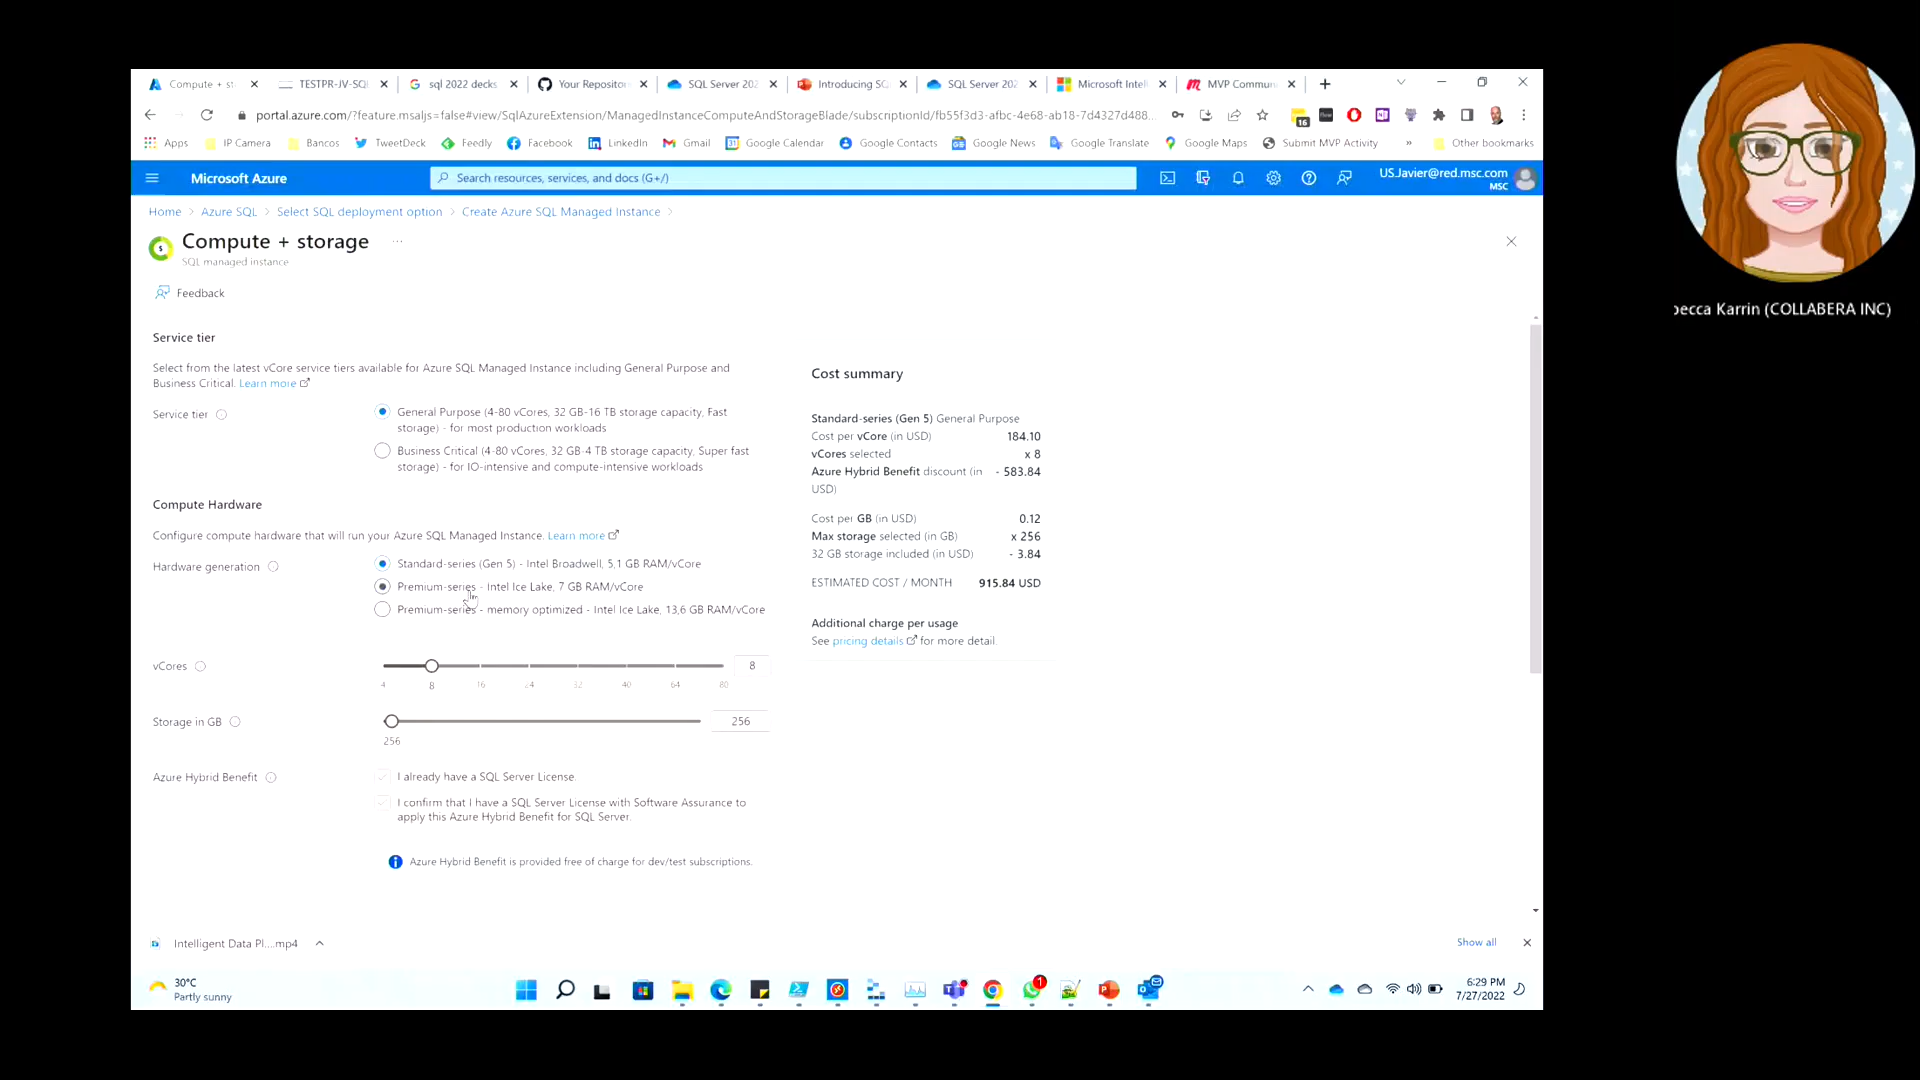 Compute + st
TESTPR-JV-SQL
sql 2022 decks
Your Repositor
SQL Server 202
Introducing SQ
SQL Server 202
Microsoft Intel
MVP Commun
portal.azure.com/?feature.msaljs=false#view/SqlAzureExtension/ManagedInstanceComputeAndStorageBlade/subscriptionId/fb55f3d3-afbc-4e68-ab18-7d4327d488...
16
Apps
IP Camera
Bancos
TweetDeck
Feedly
Facebook
LinkedIn
Gmail
Google Calendar
Google Contacts
Google News
Google Translate
Google Maps
Submit MVP Activity
»
Other bookmarks
Microsoft Azure
Search resources, services, and docs (G+/)
US.Javier@red.msc.com
MSC
Home > Azure SQL > Select SQL deployment option > Create Azure SQL Managed Instance >
Compute + storage ...
SQL managed instance
Feedback
Service tier
Select from the latest vCore service tiers available for Azure SQL Managed Instance including General Purpose and
Business Critical. Learn more
Service tier
General Purpose (4-80 vCores, 32 GB-16 TB storage capacity, Fast
storage) - for most production workloads
Business Critical (4-80 vCores, 32 GB-4 TB storage capacity, Super fast
storage) - for IO-intensive and compute-intensive workloads
Compute Hardware
Configure compute hardware that will run your Azure SQL Managed Instance. Learn more
Hardware generation
Standard-series (Gen 5) - Intel Broadwell, 5.1 GB RAM/vCore
Premium-series - Intel Ice Lake, 7 GB RAM/vCore
Premium-series - memory optimized - Intel Ice Lake, 13,6 GB RAM/vCore
vCores
8
4 8 16 24 32 40 64 80
Storage in GB
256
256
Azure Hybrid Benefit
I already have a SQL Server License.
I confirm that I have a SQL Server License with Software Assurance to
apply this Azure Hybrid Benefit for SQL Server.
Azure Hybrid Benefit is provided free of charge for dev/test subscriptions.
Cost summary
Standard-series (Gen 5) General Purpose
Cost per vCore (in USD) 184.10
vCores selected x 8
Azure Hybrid Benefit discount (in - 583.84
USD)
Cost per GB (in USD) 0.12
Max storage selected (in GB) x 256
32 GB storage included (in USD) - 3.84
ESTIMATED COST / MONTH 915.84 USD
Additional charge per usage
See pricing details for more detail.
Intelligent Data Pl....mp4
Show all
30°C
Partly sunny
1
6:29 PM
7/27/2022
becca Karrin (COLLABERA INC)